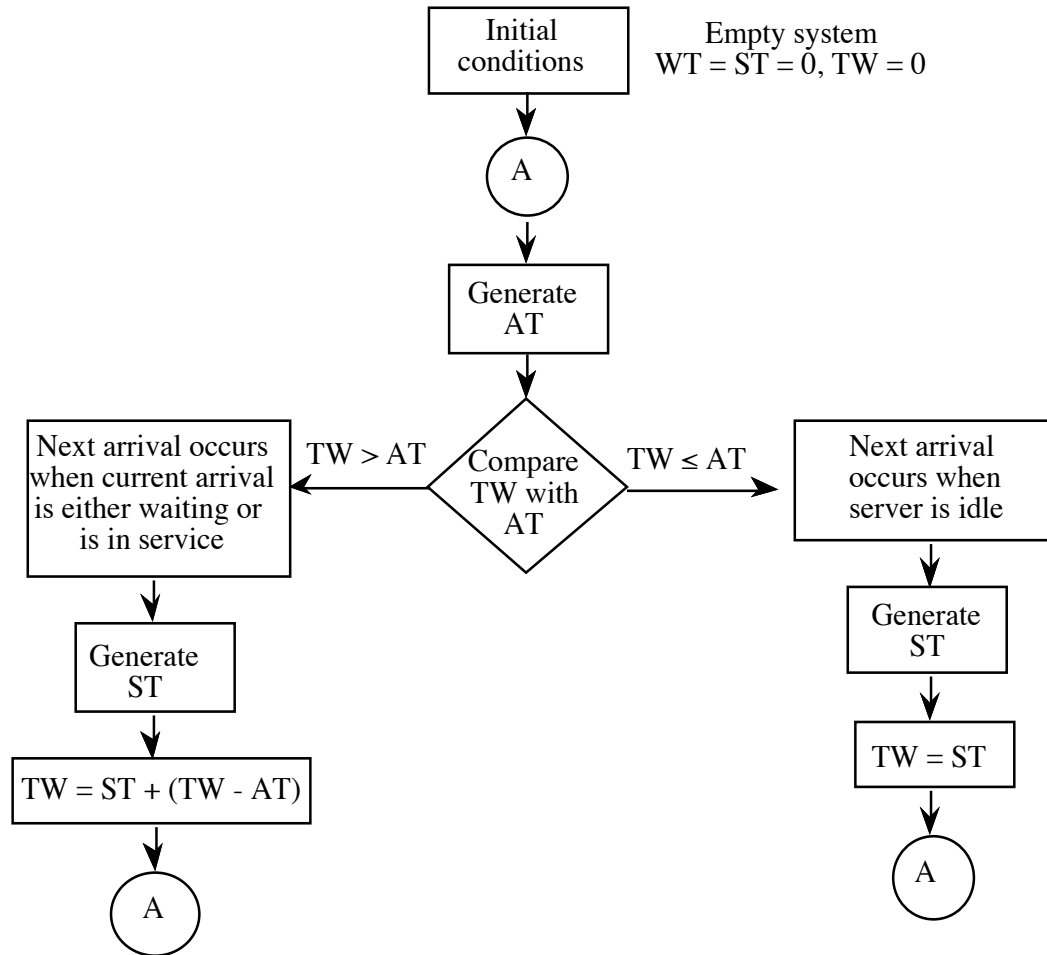 Initial
conditions
Empty system
WT = ST = 0, TW = 0
A
Generate
AT
Compare
TW with
AT
TW > AT
TW ≤ AT
Next arrival occurs
when current arrival
is either waiting or
is in service
Generate
ST
TW = ST + (TW - AT)
A
Next arrival
occurs when
server is idle
Generate
ST
TW = ST
A